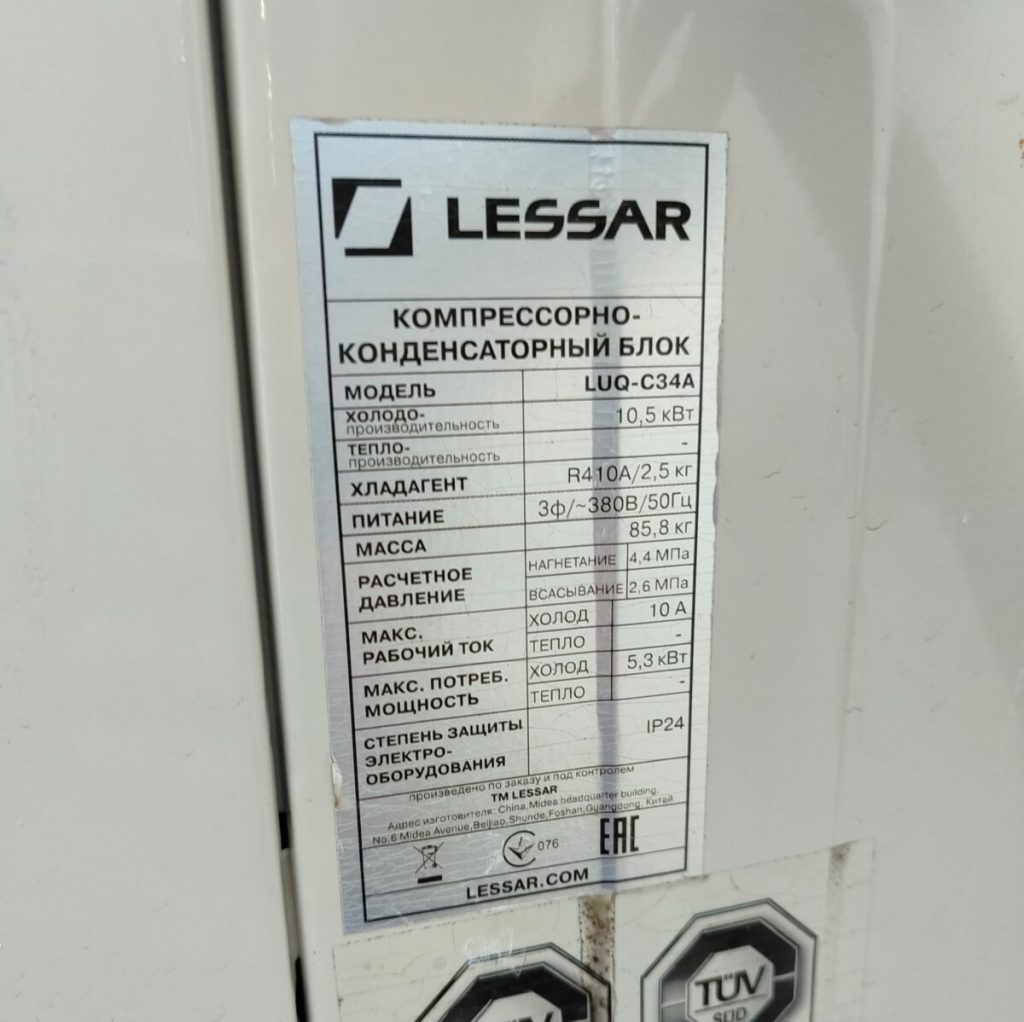 LESSAR
КОМПРЕССОРНО-
КОНДЕНСАТОРНЫЙ БЛОК
МОДЕЛЬ LUQ-C34A
ХОЛОДО-
производительность 10,5 кВт
ТЕПЛО-
производительность -
ХЛАДАГЕНТ R410A/2,5 кг
ПИТАНИЕ 3ф/~380В/50Гц
МАССА 85,8 кг
РАСЧЕТНОЕ
ДАВЛЕНИЕ
НАГНЕТАНИЕ 4,4 МПа
ВСАСЫВАНИЕ 2,6 МПа
МАКС.
РАБОЧИЙ ТОК
ХОЛОД 10 А
ТЕПЛО -
МАКС. ПОТРЕБ.
МОЩНОСТЬ
ХОЛОД 5,3 кВт
ТЕПЛО -
СТЕПЕНЬ ЗАЩИТЫ
ЭЛЕКТРО-
ОБОРУДОВАНИЯ
IP24
произведено по заказу и под контролем
TM LESSAR
Адрес изготовителя: China,Midea headquarter building,
No.6 Midea Avenue,Beijiao,Shunde,Foshan,Guangdong, Китай
076 EAC
LESSAR.COM
TÜV
SÜD